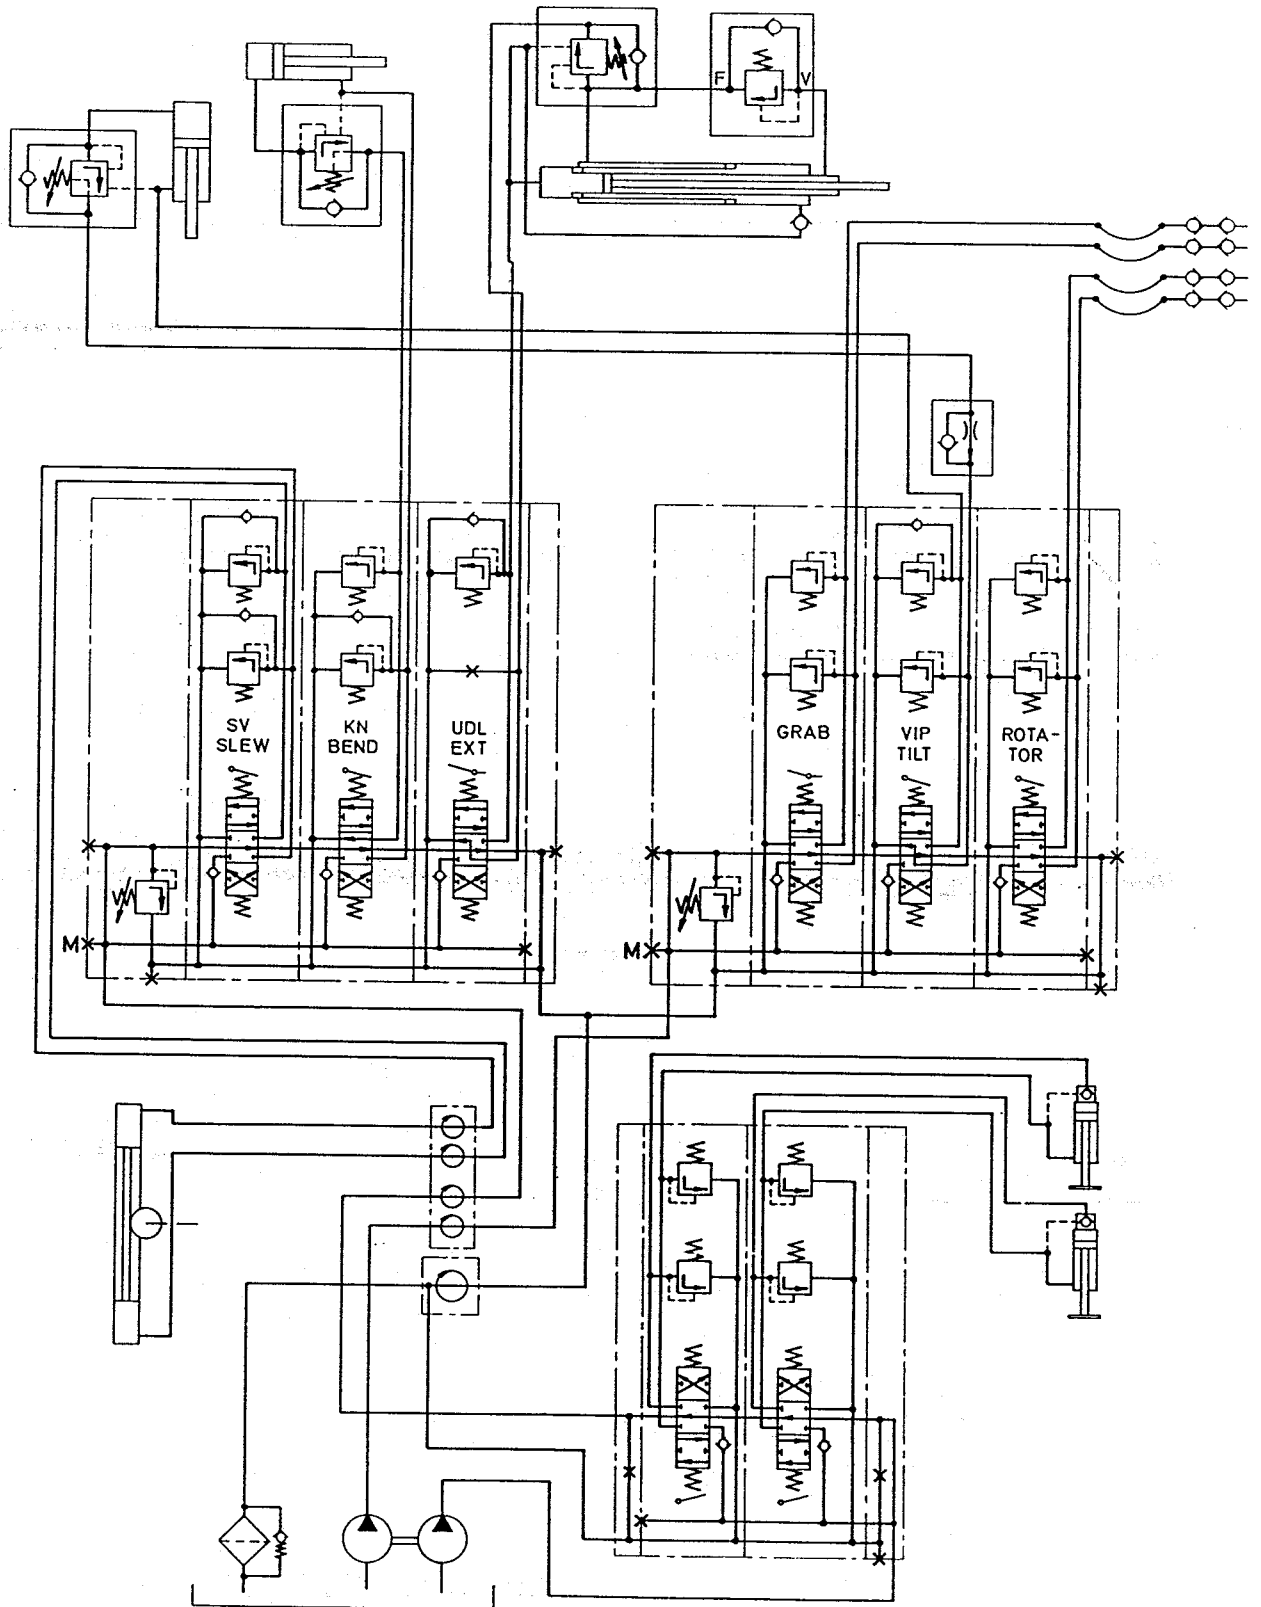 F V
SV
SLEW
KN
BEND
UDL
EXT
GRAB
VIP
TILT
ROTA-
TOR
M
M